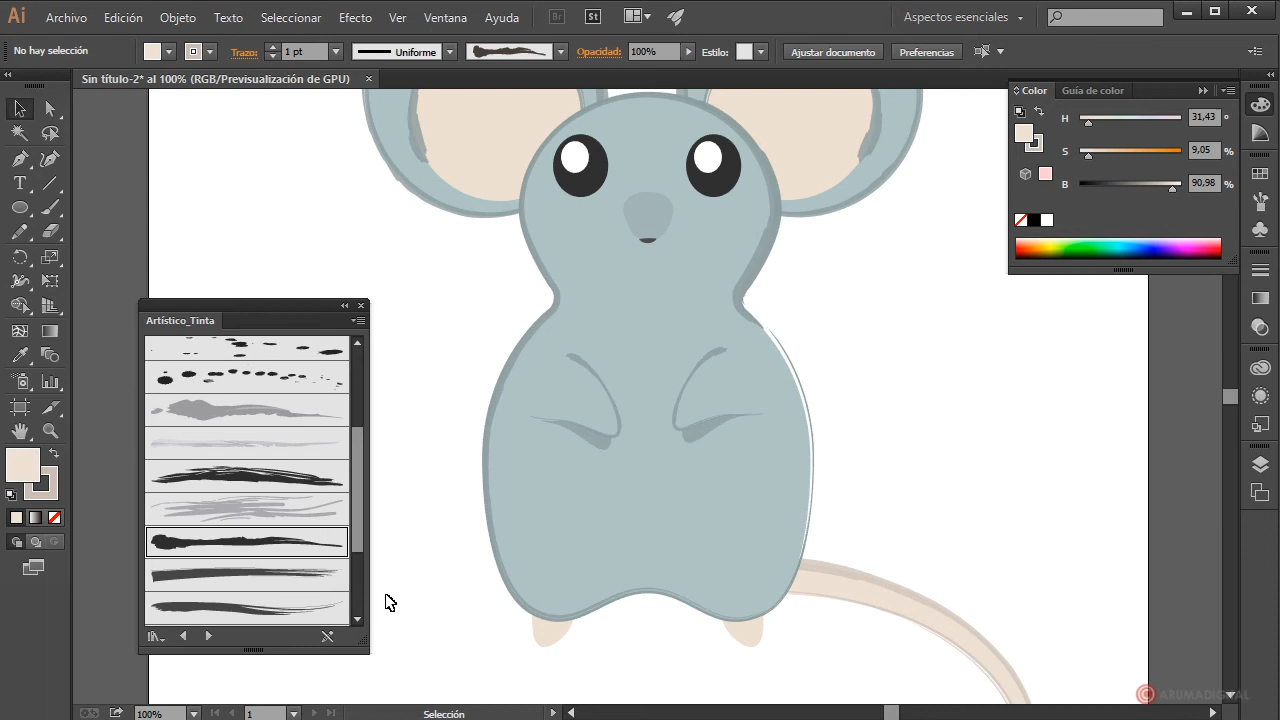 Ai Archivo Edición Objeto Texto Seleccionar Efecto Ver Ventana Ayuda Br St Aspectos esenciales
No hay selección Trazo: 1 pt Uniforme Opacidad: 100% Estilo: Ajustar documento Preferencias
Sin título-2* al 100% (RGB/Previsualización de GPU)
Color Guía de color
H 31,43 º
S 9,05 %
B 90,98 %
Artístico_Tinta
ARUMADIGITAL
100% 1 Selección